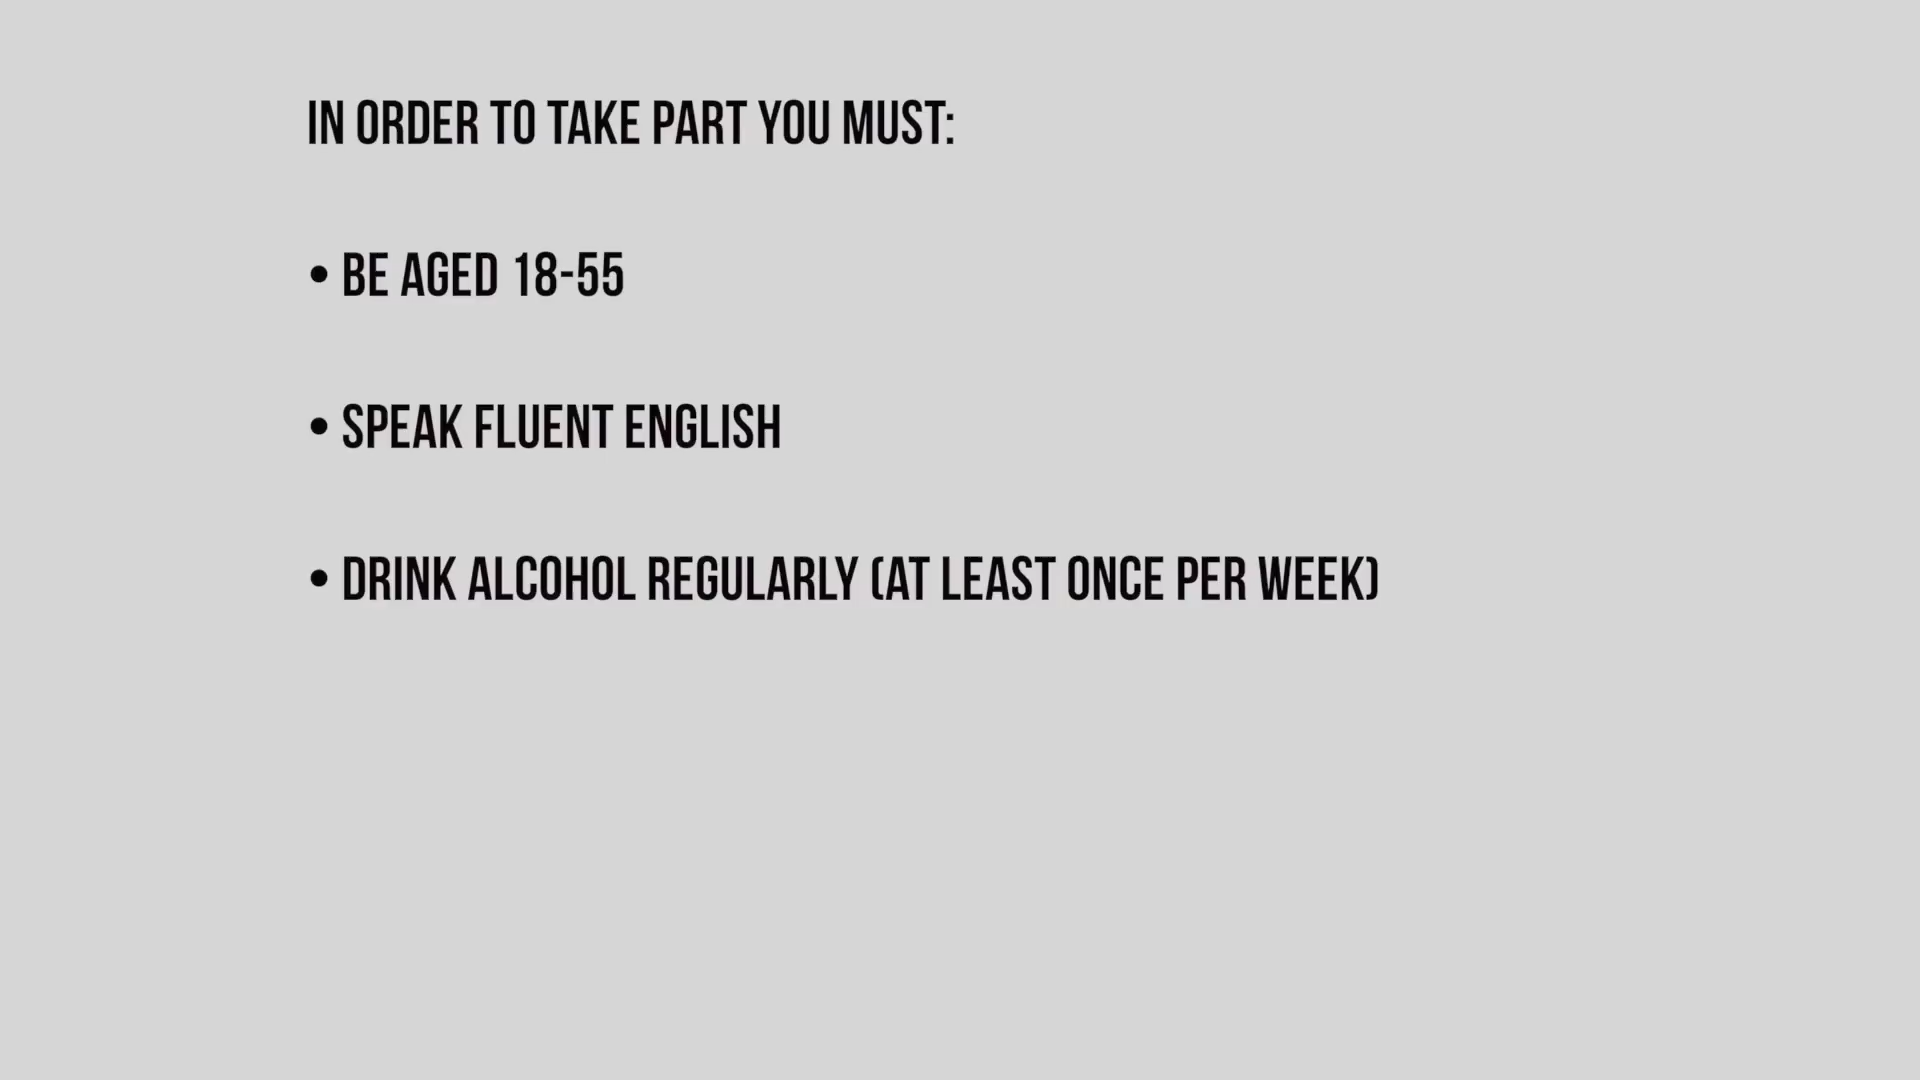 IN ORDER TO TAKE PART YOU MUST:
• BE AGED 18-55
• SPEAK FLUENT ENGLISH
• DRINK ALCOHOL REGULARLY (AT LEAST ONCE PER WEEK)